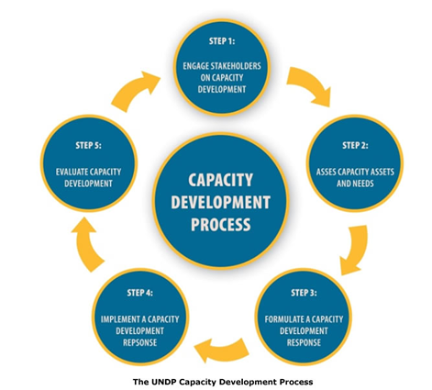 STEP 1:
ENGAGE STAKEHOLDERS
ON CAPACITY
DEVELOPMENT
STEP 2:
ASSES CAPACITY ASSETS
AND NEEDS
STEP 3:
FORMULATE A CAPACITY
DEVELOPMENT
RESPONSE
STEP 4:
IMPLEMENT A CAPACITY
DEVELOPMENT
REPSONSE
STEP 5:
EVALUATE CAPACITY
DEVELOPMENT
CAPACITY
DEVELOPMENT
PROCESS
The UNDP Capacity Development Process